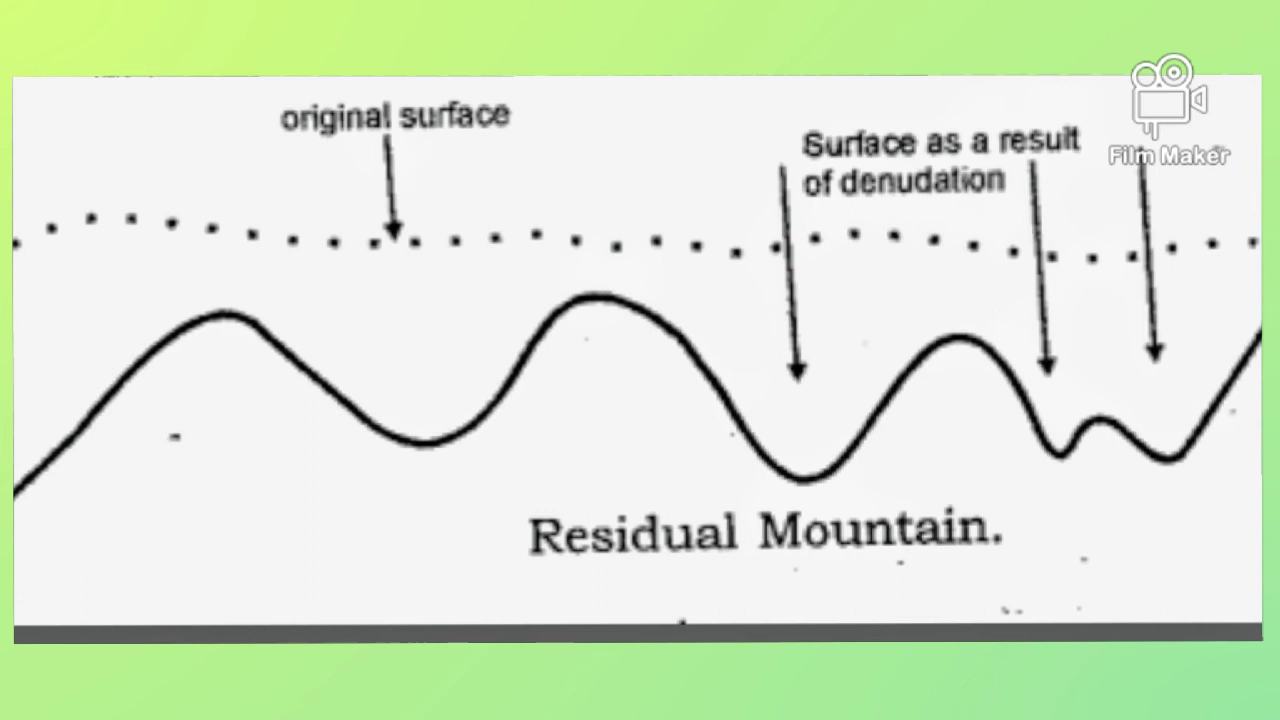 original surface
Surface as a result
of denudation
Film Maker
Residual Mountain.